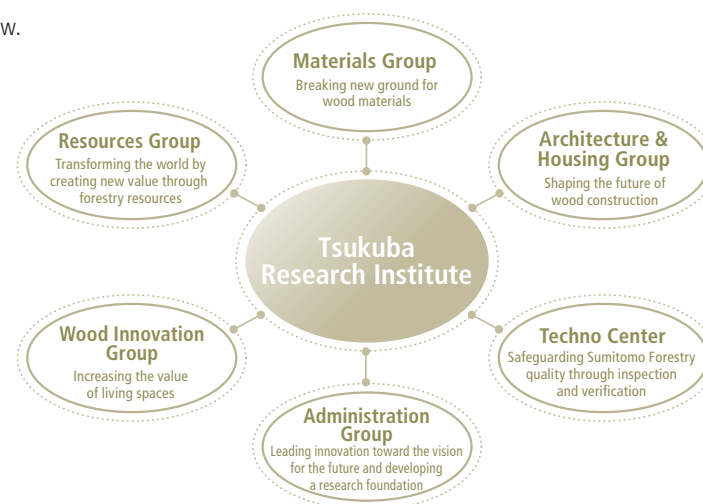 w.
Materials Group
Breaking new ground for
wood materials
Resources Group
Transforming the world by
creating new value through
forestry resources
Architecture &
Housing Group
Shaping the future of
wood construction
Tsukuba
Research Institute
Wood Innovation
Group
Increasing the value
of living spaces
Techno Center
Safeguarding Sumitomo Forestry
quality through inspection
and verification
Administration
Group
Leading innovation toward the vision
for the future and developing
a research foundation